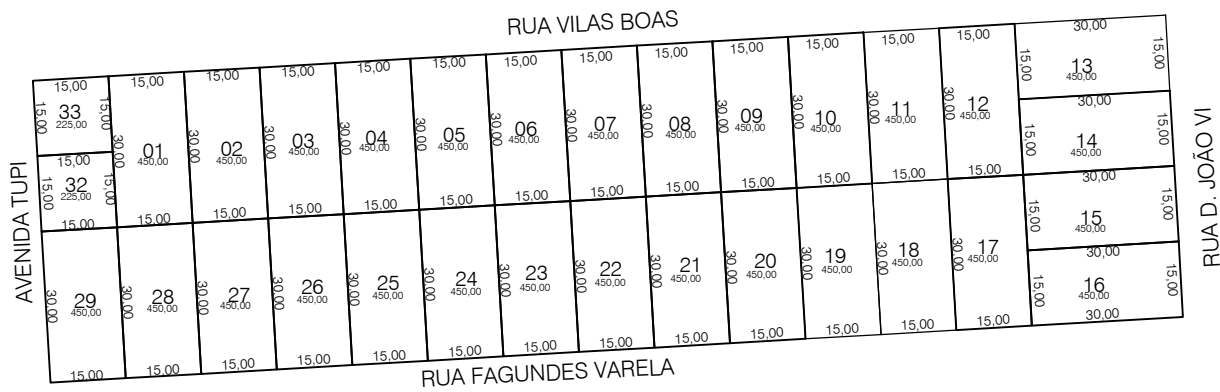 RUA VILAS BOAS
15,00 15,00 15,00 15,00 15,00 15,00 15,00 15,00 15,00 15,00 15,00 15,00 15,00 30,00
15,00 33 225,00 15,00
15,00
15,00 32 225,00 15,00
15,00
30,00 01 450,00 15,00
30,00 02 450,00 15,00
30,00 03 450,00 15,00
30,00 04 450,00 15,00
30,00 05 450,00 15,00
30,00 06 450,00 15,00
30,00 07 450,00 15,00
30,00 08 450,00 15,00
30,00 09 450,00 15,00
30,00 10 450,00 15,00
30,00 11 450,00 15,00
30,00 12 450,00 15,00
15,00 13 450,00 15,00
30,00
15,00 14 450,00 15,00
30,00
15,00 15 450,00 15,00
30,00
15,00 16 450,00 15,00
30,00
AVENIDA TUPI
RUA D. JOÃO VI
30,00 29 450,00 15,00
30,00 28 450,00 15,00
30,00 27 450,00 15,00
30,00 26 450,00 15,00
30,00 25 450,00 15,00
30,00 24 450,00 15,00
30,00 23 450,00 15,00
30,00 22 450,00 15,00
30,00 21 450,00 15,00
30,00 20 450,00 15,00
30,00 19 450,00 15,00
30,00 18 450,00 15,00
30,00 17 450,00 15,00
RUA FAGUNDES VARELA